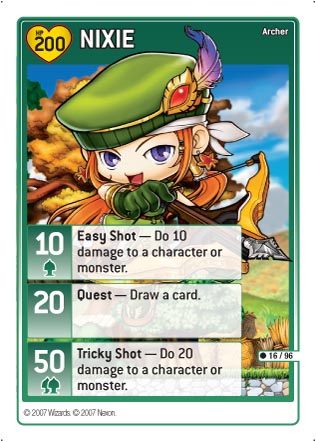 HP
200
NIXIE
Archer
10
Easy Shot — Do 10
damage to a character or
monster.
20
Quest — Draw a card.
50
Tricky Shot — Do 20
damage to a character or
monster.
16 / 96
© 2007 Wizards. © 2007 Nexon.